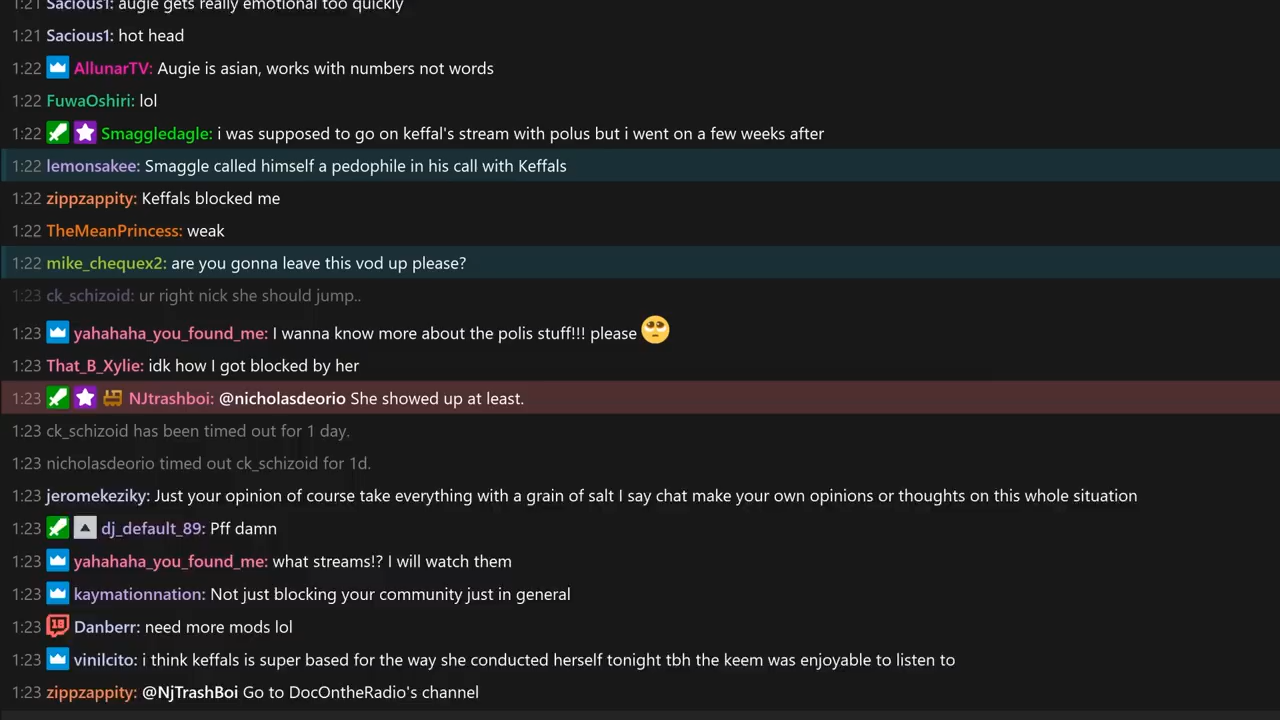 1:21 Sacious1: augie gets really emotional too quickly
1:21 Sacious1: hot head
1:22 AllunarTV: Augie is asian, works with numbers not words
1:22 FuwaOshiri: lol
1:22 Smaggledagle: i was supposed to go on keffal's stream with polus but i went on a few weeks after
1:22 lemonsakee: Smaggle called himself a pedophile in his call with Keffals
1:22 zippzappity: Keffals blocked me
1:22 TheMeanPrincess: weak
1:22 mike_chequex2: are you gonna leave this vod up please?
1:23 ck_schizoid: ur right nick she should jump..
1:23 yahahaha_you_found_me: I wanna know more about the polis stuff!!! please 🥺
1:23 That_B_Xylie: idk how I got blocked by her
1:23 NJtrashboi: @nicholasdeorio She showed up at least.
1:23 ck_schizoid has been timed out for 1 day.
1:23 nicholasdeorio timed out ck_schizoid for 1d.
1:23 jeromekeziky: Just your opinion of course take everything with a grain of salt I say chat make your own opinions or thoughts on this whole situation
1:23 dj_default_89: Pff damn
1:23 yahahaha_you_found_me: what streams!? I will watch them
1:23 kaymationnation: Not just blocking your community just in general
1:23 18 Danberr: need more mods lol
1:23 vinilcito: i think keffals is super based for the way she conducted herself tonight tbh the keem was enjoyable to listen to
1:23 zippzappity: @NjTrashBoi Go to DocOntheRadio's channel